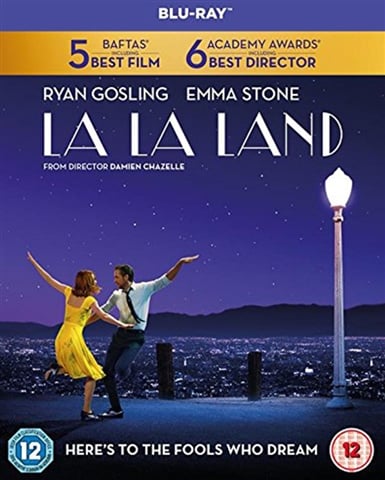 BLU-RAY™
5 BAFTAS® INCLUDING BEST FILM
6 ACADEMY AWARDS® INCLUDING BEST DIRECTOR
RYAN GOSLING EMMA STONE
LA LA LAND
FROM DIRECTOR DAMIEN CHAZELLE
12
HERE'S TO THE FOOLS WHO DREAM
12